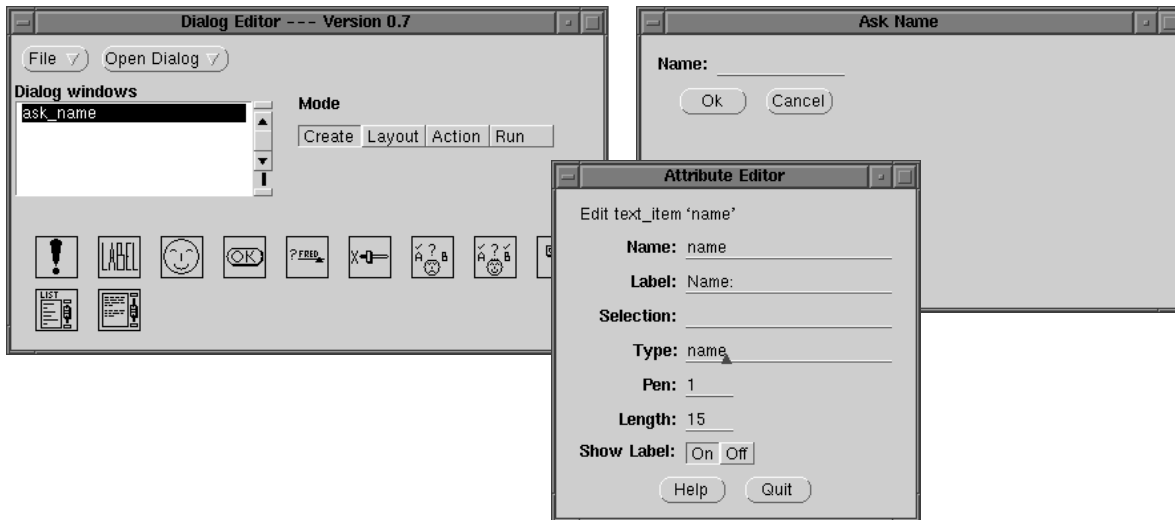 Dialog Editor --- Version 0.7
File Open Dialog
Dialog windows
ask_name
Mode
Create Layout Action Run
LABEL
OK
?FRED
X
A ? B
A ? B
LIST
Ask Name
Name:
Ok Cancel
Attribute Editor
Edit text_item ‘name’
Name: name
Label: Name:
Selection:
Type: name
Pen: 1
Length: 15
Show Label: On Off
Help Quit